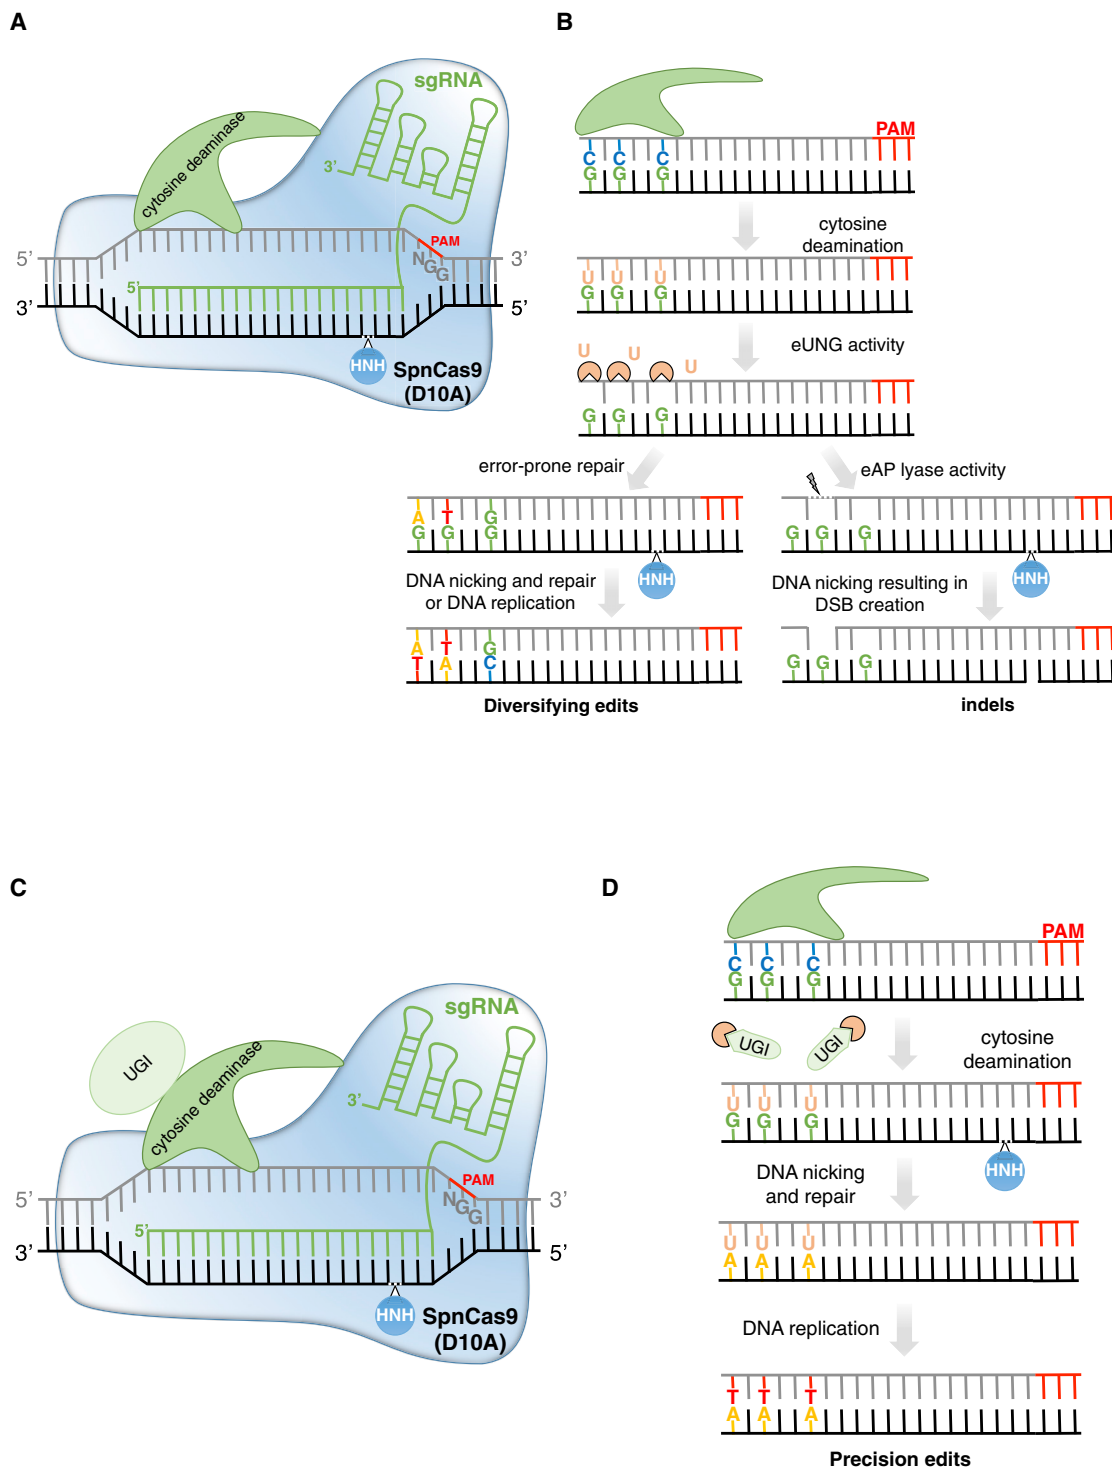 A
sgRNA
cytosine deaminase
3’
PAM
5’
NGG
3’
5’
3’
5’
HNH
SpnCas9
(D10A)
B
PAM
C C C
G G G
cytosine
deamination
U U U
G G G
eUNG activity
U U U
G G G
error-prone repair
eAP lyase activity
A T G
G G G
HNH
G G G
HNH
DNA nicking and repair
or DNA replication
DNA nicking resulting in
DSB creation
A T G
T A C
G G G
Diversifying edits
indels
C
UGI
sgRNA
cytosine deaminase
3’
PAM
5’
NGG
3’
5’
3’
5’
HNH
SpnCas9
(D10A)
D
PAM
C C C
G G G
UGI
UGI
cytosine
deamination
U U U
G G G
HNH
DNA nicking
and repair
U U U
A A A
DNA replication
T T T
A A A
Precision edits